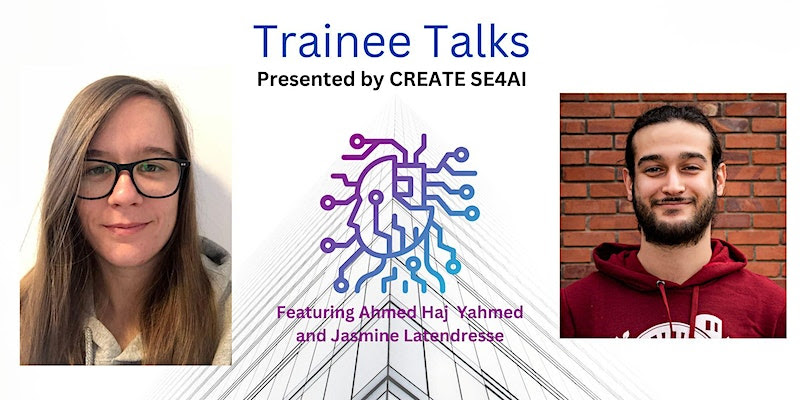 Trainee Talks
Presented by CREATE SE4AI
Featuring Ahmed Haj Yahmed
and Jasmine Latendresse